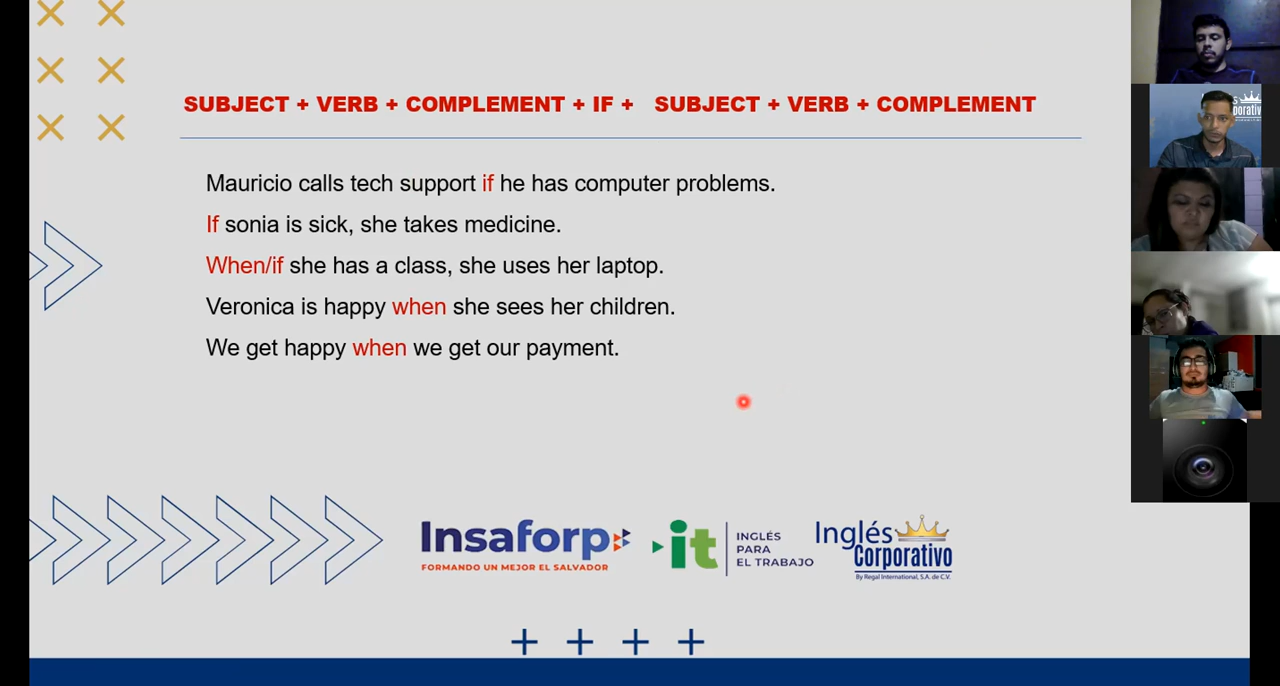 SUBJECT + VERB + COMPLEMENT + IF + SUBJECT + VERB + COMPLEMENT
Mauricio calls tech support if he has computer problems.
If sonia is sick, she takes medicine.
When/if she has a class, she uses her laptop.
Veronica is happy when she sees her children.
We get happy when we get our payment.
Insaforp
FORMANDO UN MEJOR EL SALVADOR
it
INGLÉS
PARA
EL TRABAJO
Inglés
Corporativo
By Regal International, S.A. de C.V.